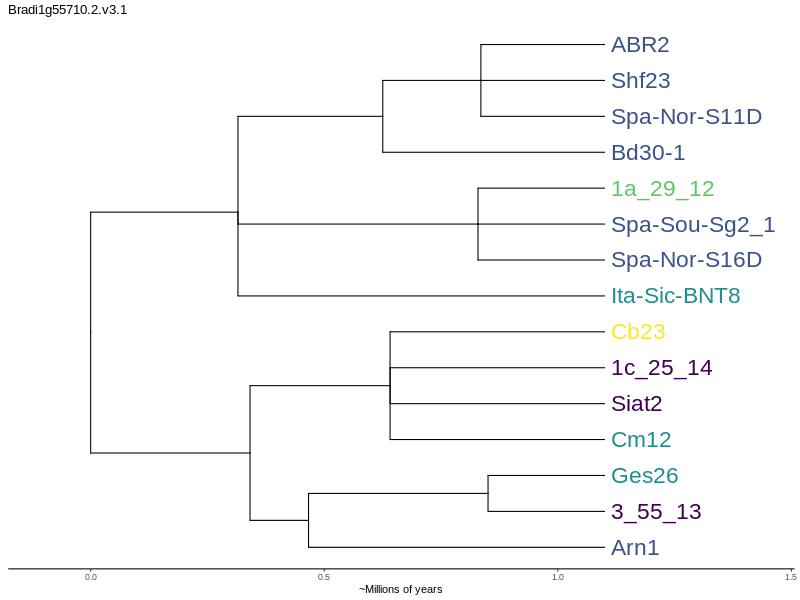 Bradi1g55710.2.v3.1
ABR2
Shf23
Spa-Nor-S11D
Bd30-1
1a_29_12
Spa-Sou-Sg2_1
Spa-Nor-S16D
Ita-Sic-BNT8
Cb23
1c_25_14
Siat2
Cm12
Ges26
3_55_13
Arn1
0.0 0.5 1.0 1.5
~Millions of years